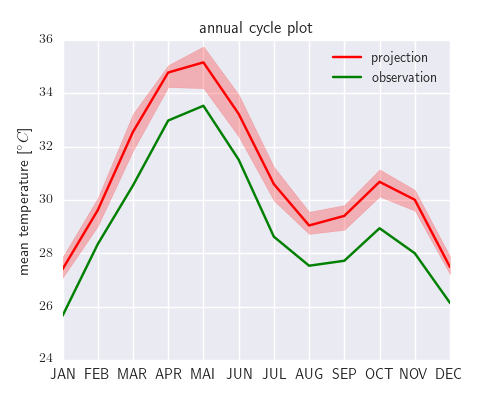 annual cycle plot
36
34
32
30
28
26
24
mean temperature [°C]
projection
observation
JAN FEB MAR APR MAI JUN JUL AUG SEP OCT NOV DEC